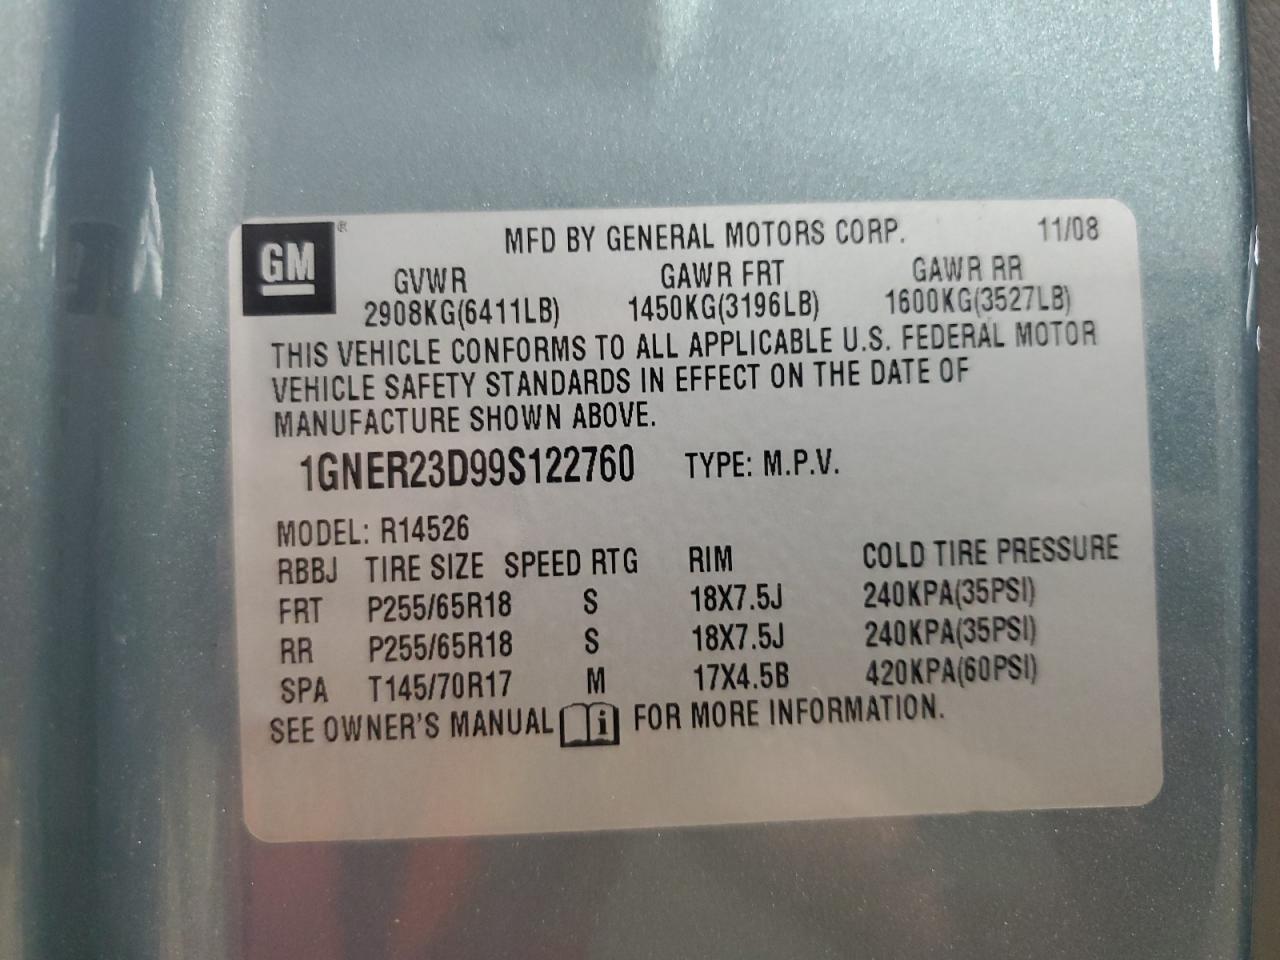 GM® MFD BY GENERAL MOTORS CORP. 11/08
GVWR GAWR FRT GAWR RR
2908KG(6411LB) 1450KG(3196LB) 1600KG(3527LB)
THIS VEHICLE CONFORMS TO ALL APPLICABLE U.S. FEDERAL MOTOR
VEHICLE SAFETY STANDARDS IN EFFECT ON THE DATE OF
MANUFACTURE SHOWN ABOVE.
1GNER23D99S122760 TYPE: M.P.V.
MODEL: R14526
RBBJ TIRE SIZE SPEED RTG RIM COLD TIRE PRESSURE
FRT P255/65R18 S 18X7.5J 240KPA(35PSI)
RR P255/65R18 S 18X7.5J 240KPA(35PSI)
SPA T145/70R17 M 17X4.5B 420KPA(60PSI)
SEE OWNER'S MANUAL i FOR MORE INFORMATION.